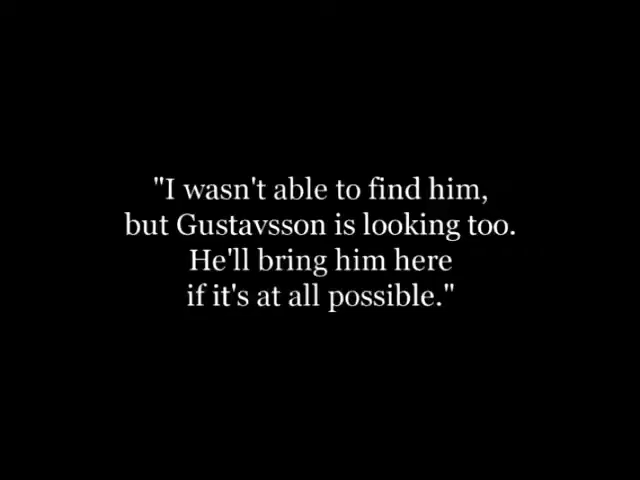 "I wasn't able to find him,
but Gustavsson is looking too.
He'll bring him here
if it's at all possible."